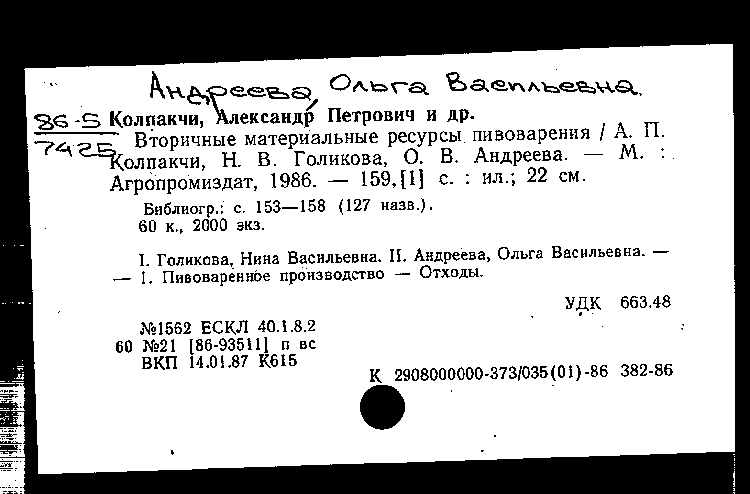 Андреева, Ольга Васильевна.
86-5 Колпакчи, Александр Петрович и др.
7425 Вторичные материальные ресурсы пивоварения / А. П.
Колпакчи, Н. В. Голикова, О. В. Андреева. — М. :
Агропромиздат, 1986. — 159,[1] с. : ил.; 22 см.
Библиогр.: с. 153—158 (127 назв.).
60 к., 2000 экз.
I. Голикова, Нина Васильевна. II. Андреева, Ольга Васильевна. —
— 1. Пивоваренное производство — Отходы.
УДК 663.48
№1562 ЕСКЛ 40.1.8.2
60 №21 [86-93511] п вс
ВКП 14.01.87 К615
К 2908000000-373/035(01)-86 382-86